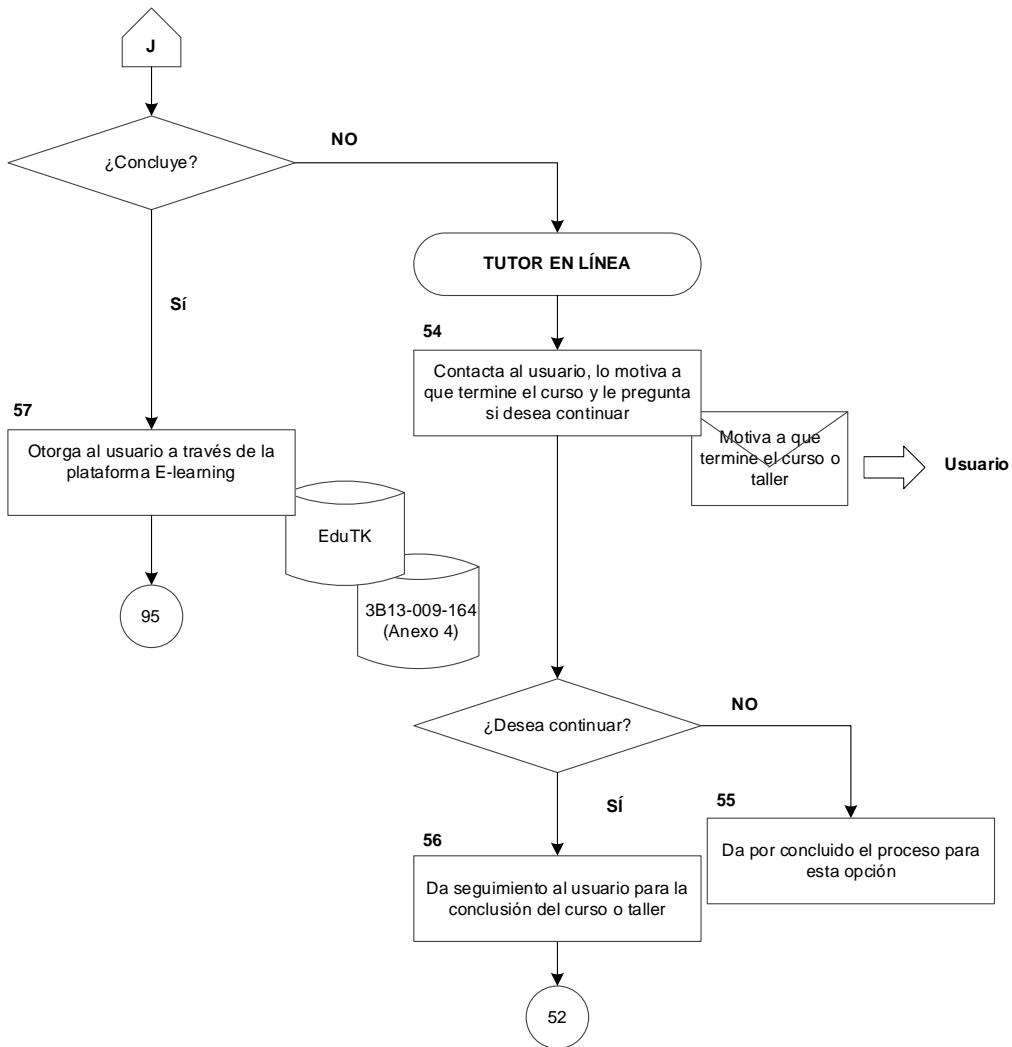 J
¿Concluye?
NO
TUTOR EN LÍNEA
Sí
54
Contacta al usuario, lo motiva a
que termine el curso y le pregunta
si desea continuar
Motiva a que
termine el curso o
taller
Usuario
57
Otorga al usuario a través de la
plataforma E-learning
EduTK
3B13-009-164
(Anexo 4)
95
¿Desea continuar?
NO
SÍ
55
Da por concluido el proceso para
esta opción
56
Da seguimiento al usuario para la
conclusión del curso o taller
52